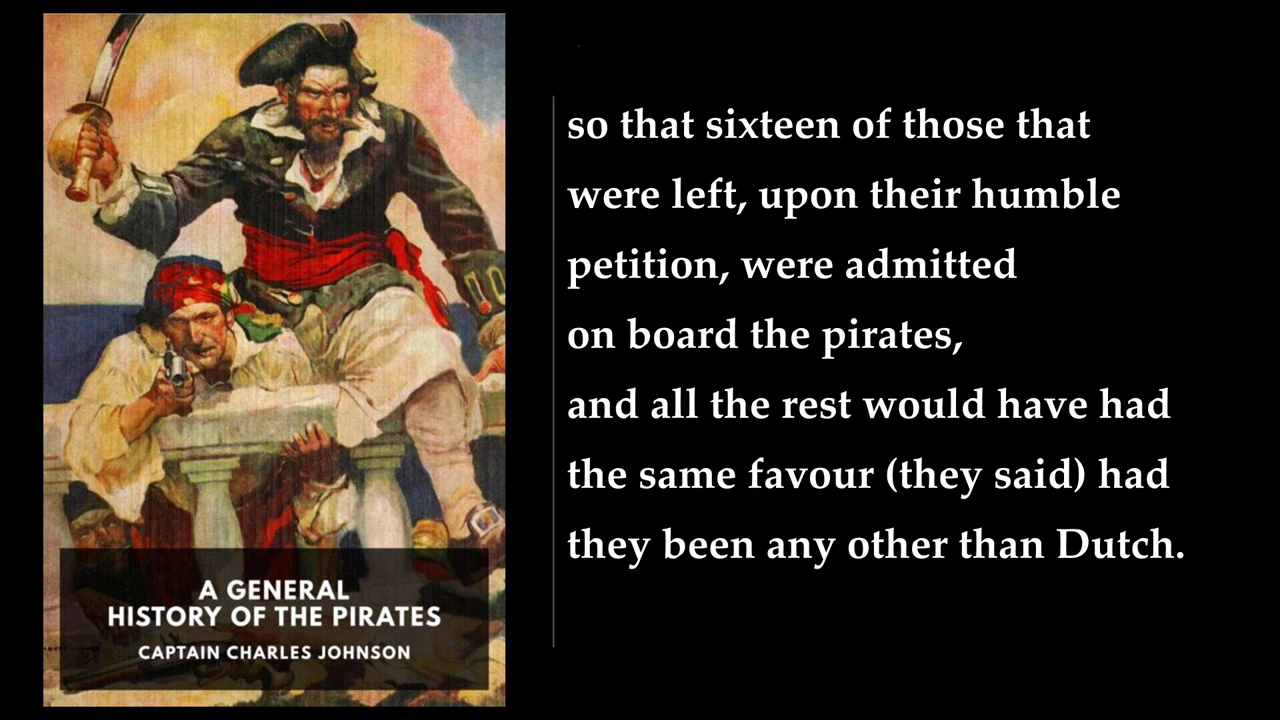 so that sixteen of those that
were left, upon their humble
petition, were admitted
on board the pirates,
and all the rest would have had
the same favour (they said) had
they been any other than Dutch.
A GENERAL
HISTORY OF THE PIRATES
CAPTAIN CHARLES JOHNSON